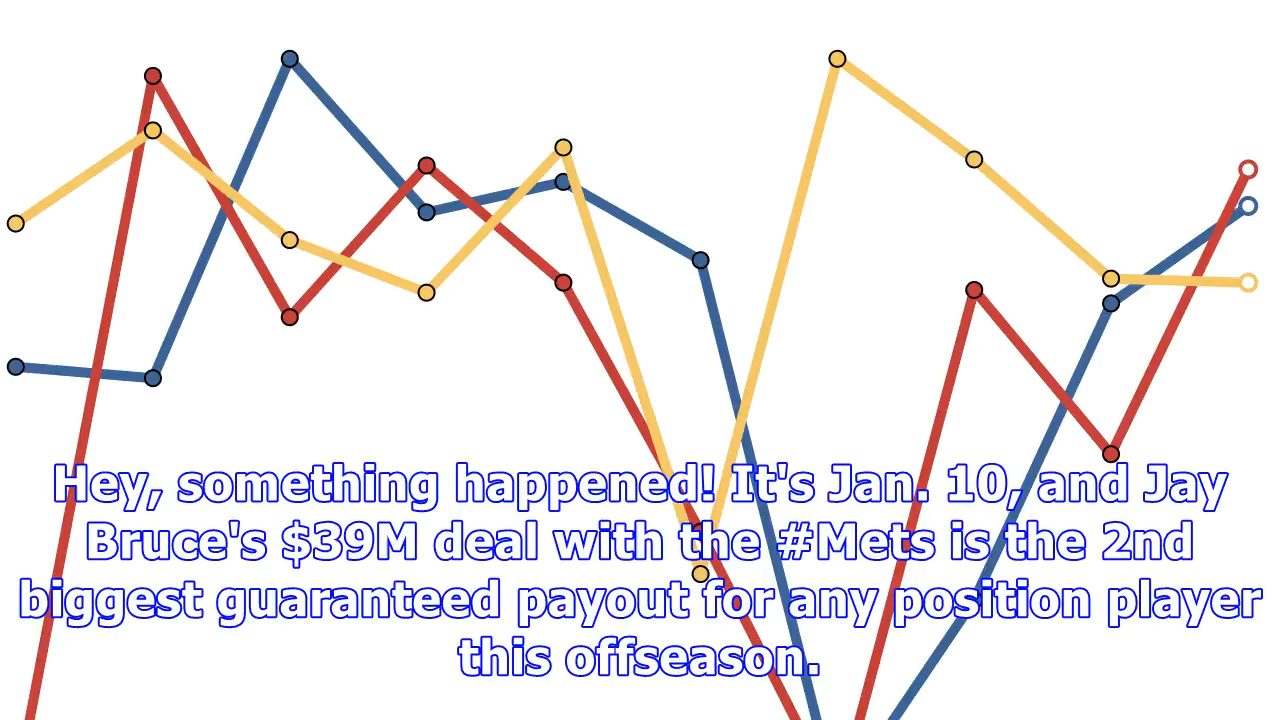 Hey, something happened! It's Jan. 10, and Jay
Bruce's $39M deal with the #Mets is the 2nd
biggest guaranteed payout for any position player
this offseason.